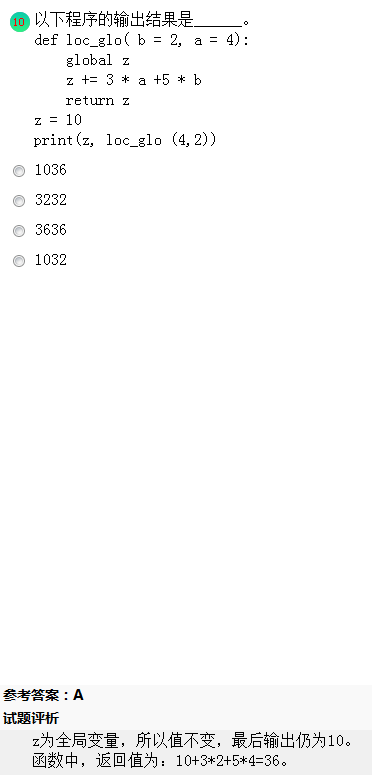 10 以下程序的输出结果是______。
def loc_glo( b = 2, a = 4):
    global z
    z += 3 * a +5 * b
    return z
z = 10
print(z, loc_glo (4,2))
1036
3232
3636
1032
参考答案：A
试题评析
z为全局变量，所以值不变，最后输出仍为10。
函数中，返回值为：10+3*2+5*4=36。